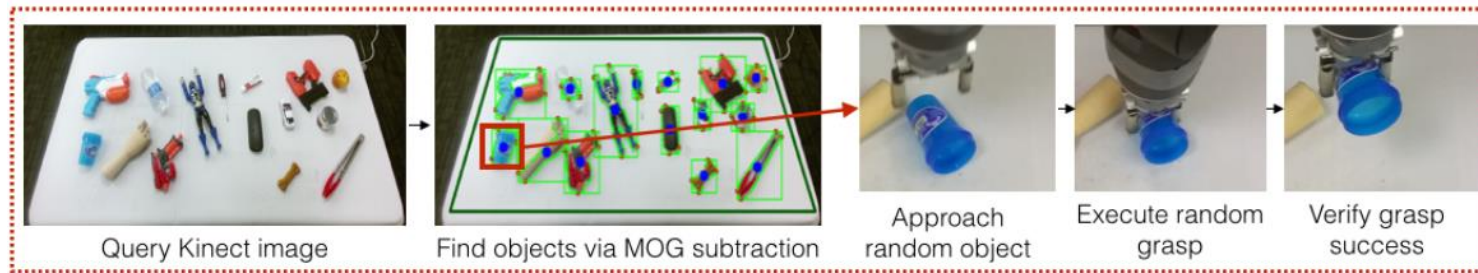 Query Kinect image
Find objects via MOG subtraction
Approach
random object
Execute random
grasp
Verify grasp
success